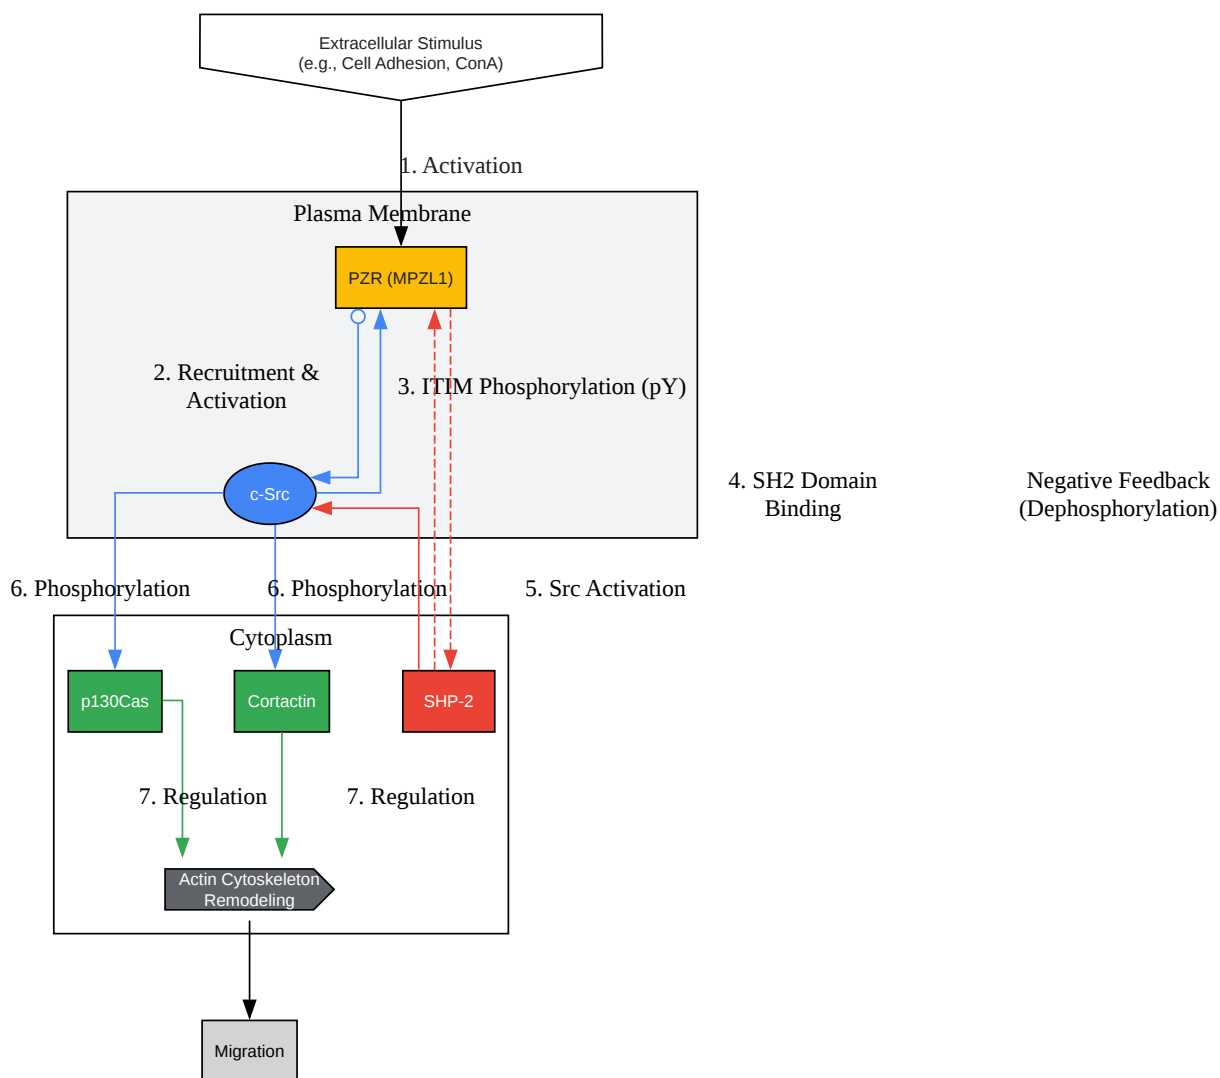 Extracellular Stimulus
(e.g., Cell Adhesion, ConA)
1. Activation
Plasma Membrane
PZR (MPZL1)
2. Recruitment &
Activation
3. ITIM Phosphorylation (pY)
c-Src
4. SH2 Domain
Binding
Negative Feedback
(Dephosphorylation)
6. Phosphorylation
6. Phosphorylation
5. Src Activation
Cytoplasm
p130Cas
Cortactin
SHP-2
7. Regulation
7. Regulation
Actin Cytoskeleton
Remodeling
Migration